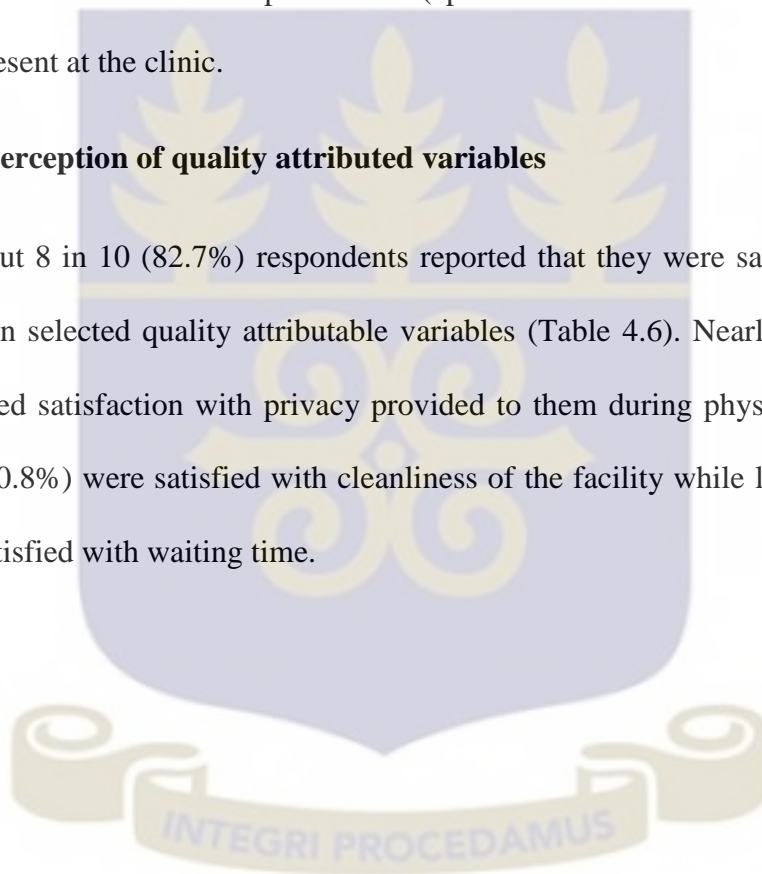 esent at the clinic.
erception of quality attributed variables
ut 8 in 10 (82.7%) respondents reported that they were sa
n selected quality attributable variables (Table 4.6). Nearl
ed satisfaction with privacy provided to them during phys
0.8%) were satisfied with cleanliness of the facility while 1
tisfied with waiting time.
INTEGRI PROCEDAMUS